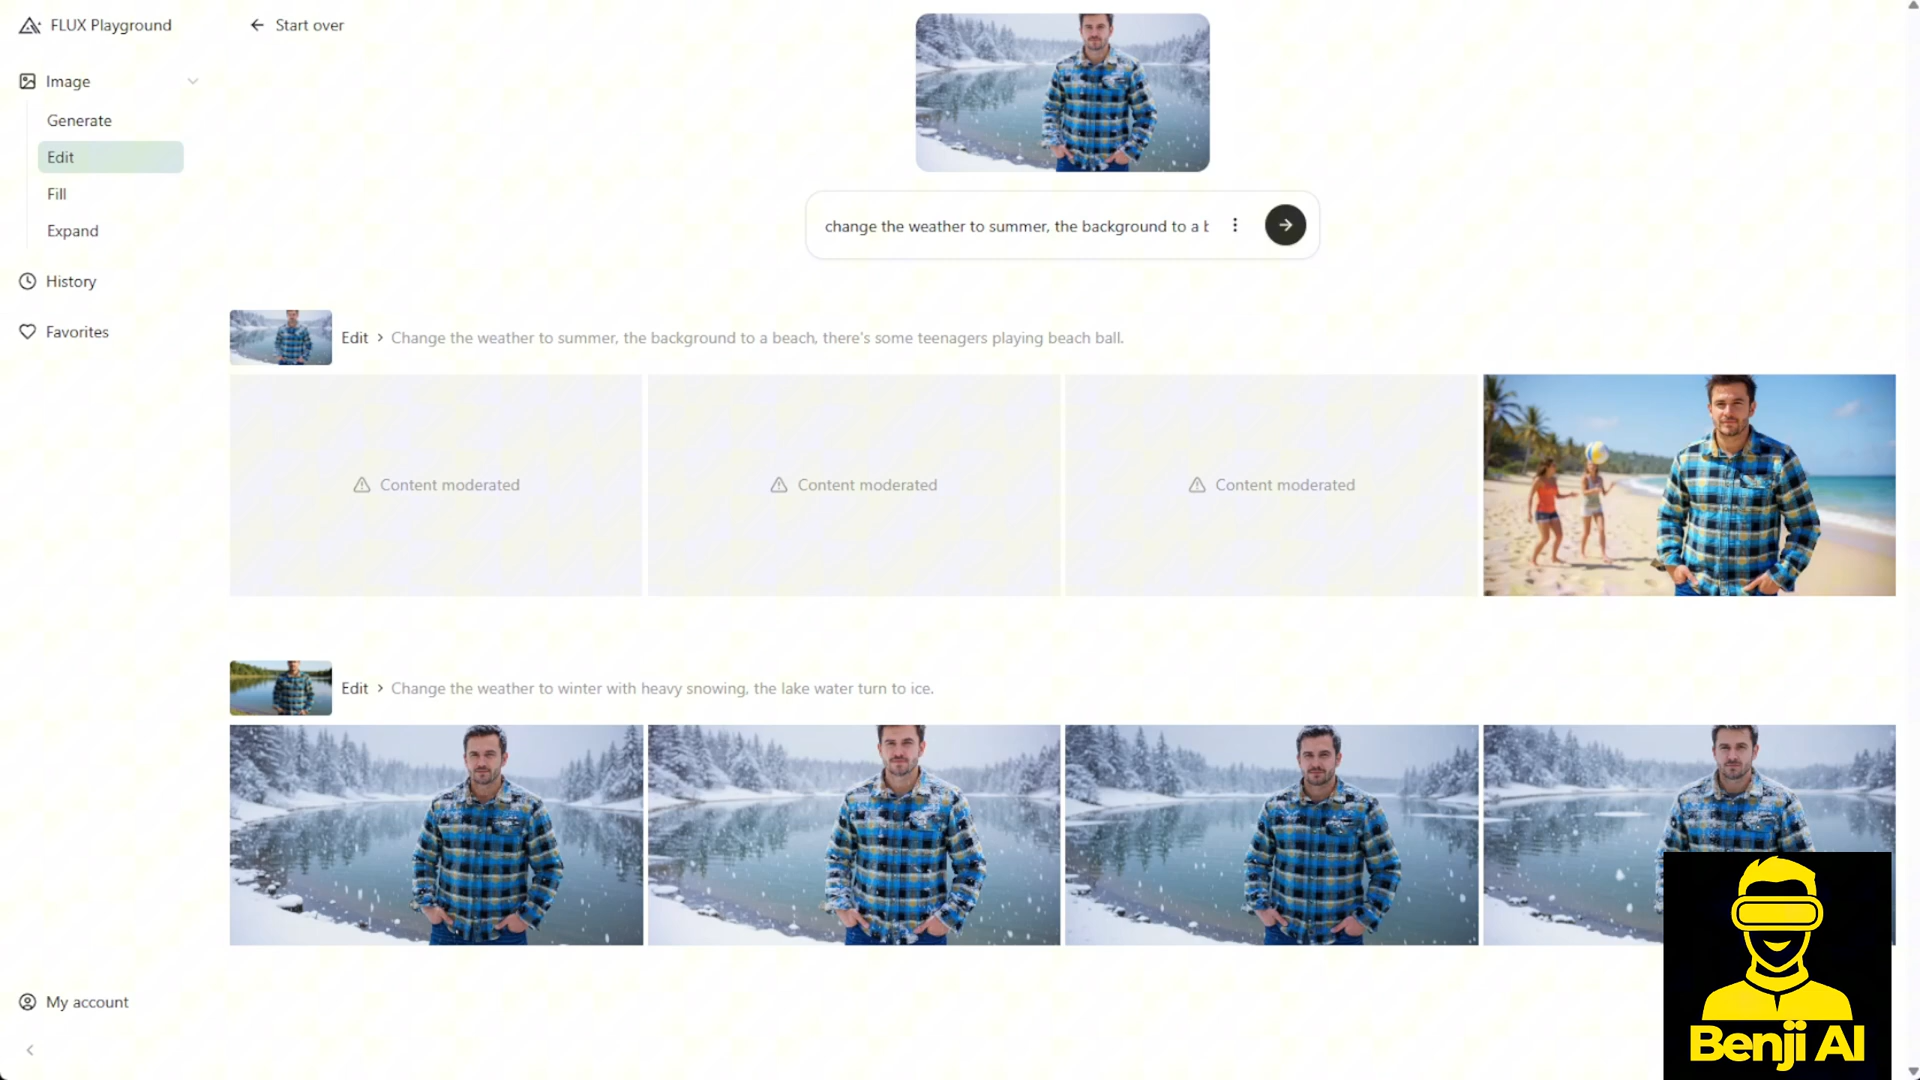 FLUX Playground
Start over
Image
Generate
Edit
Fill
Expand
History
Favorites
change the weather to summer, the background to a b
Edit > Change the weather to summer, the background to a beach, there's some teenagers playing beach ball.
Content moderated
Content moderated
Content moderated
Edit > Change the weather to winter with heavy snowing, the lake water turn to ice.
My account
Benji AI